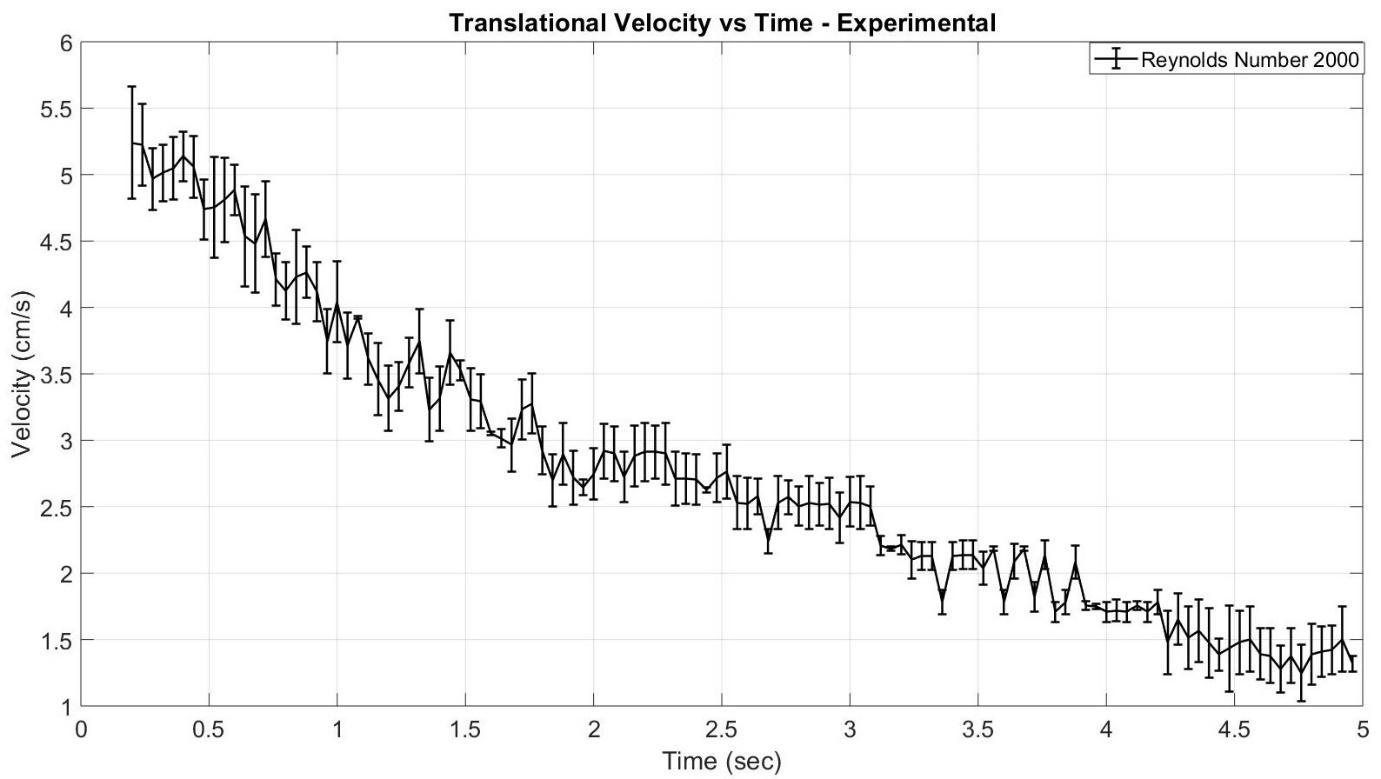 Translational Velocity vs Time - Experimental
Reynolds Number 2000
6
5.5
5
4.5
4
3.5
3
2.5
2
1.5
1
Velocity (cm/s)
0 0.5 1 1.5 2 2.5 3 3.5 4 4.5 5
Time (sec)